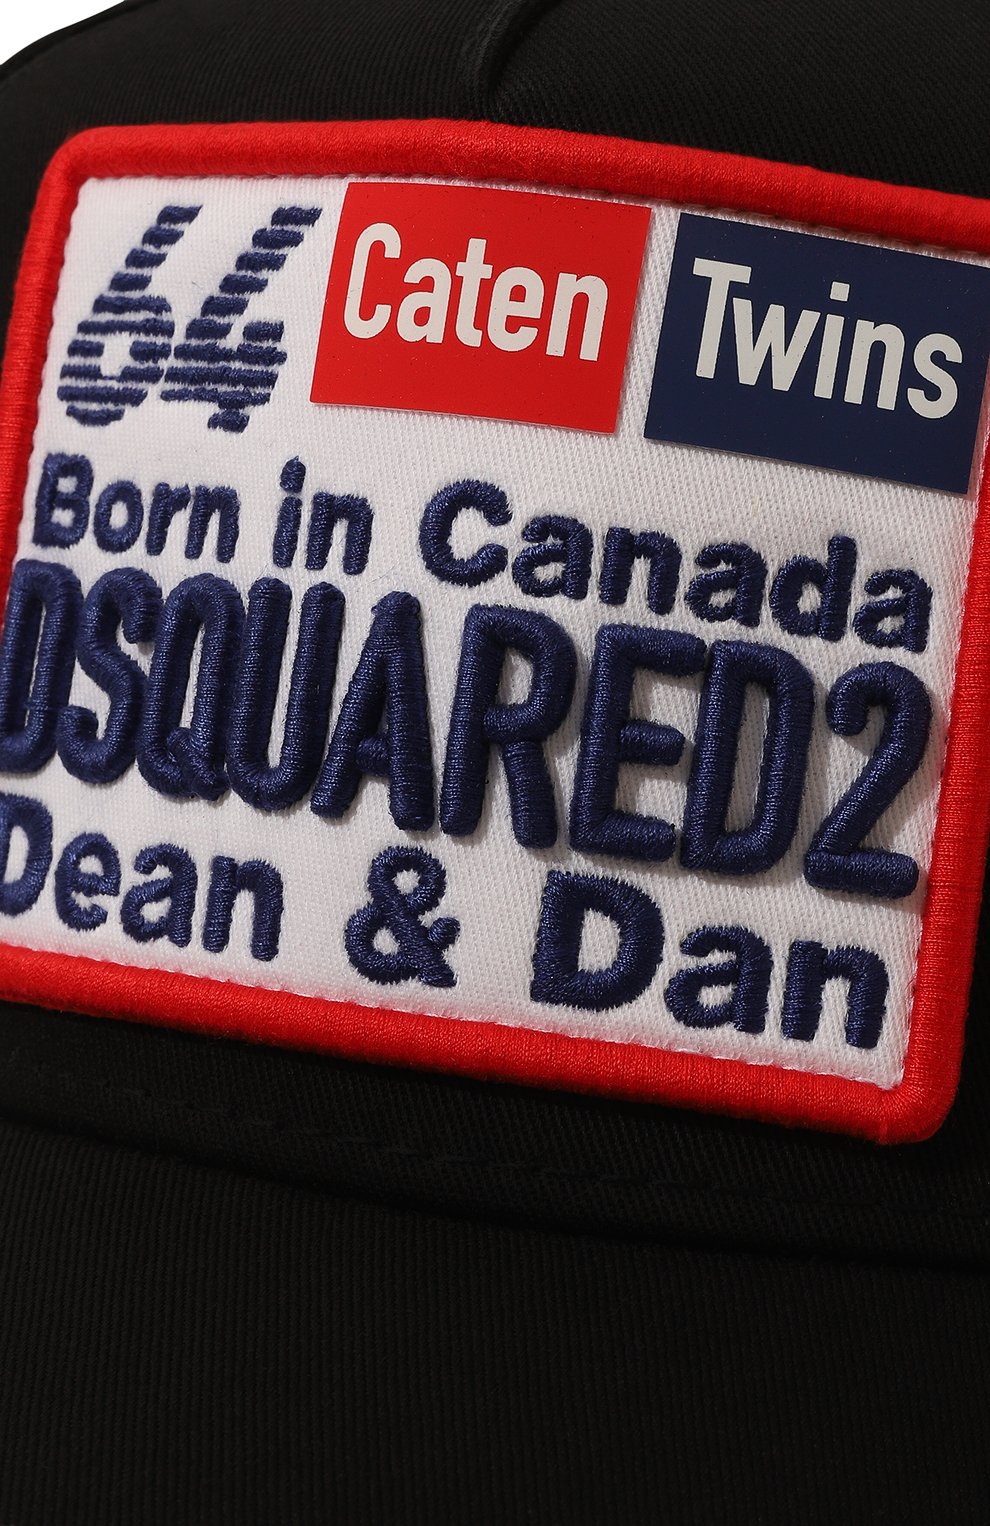 64 Caten Twins
Born in Canada
DSQUARED2
Dean & Dan